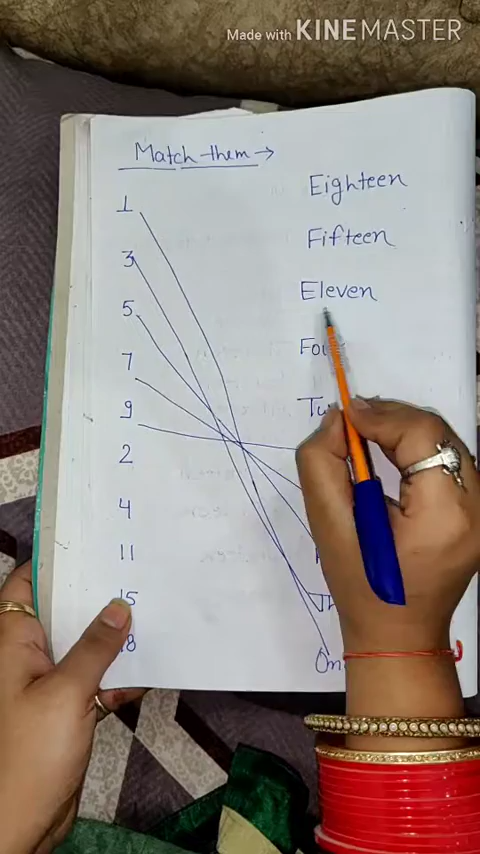 Made with KINEMASTER
Match them →
1 Eighteen
3 Fifteen
5 Eleven
7
9
2
4
11
15
18